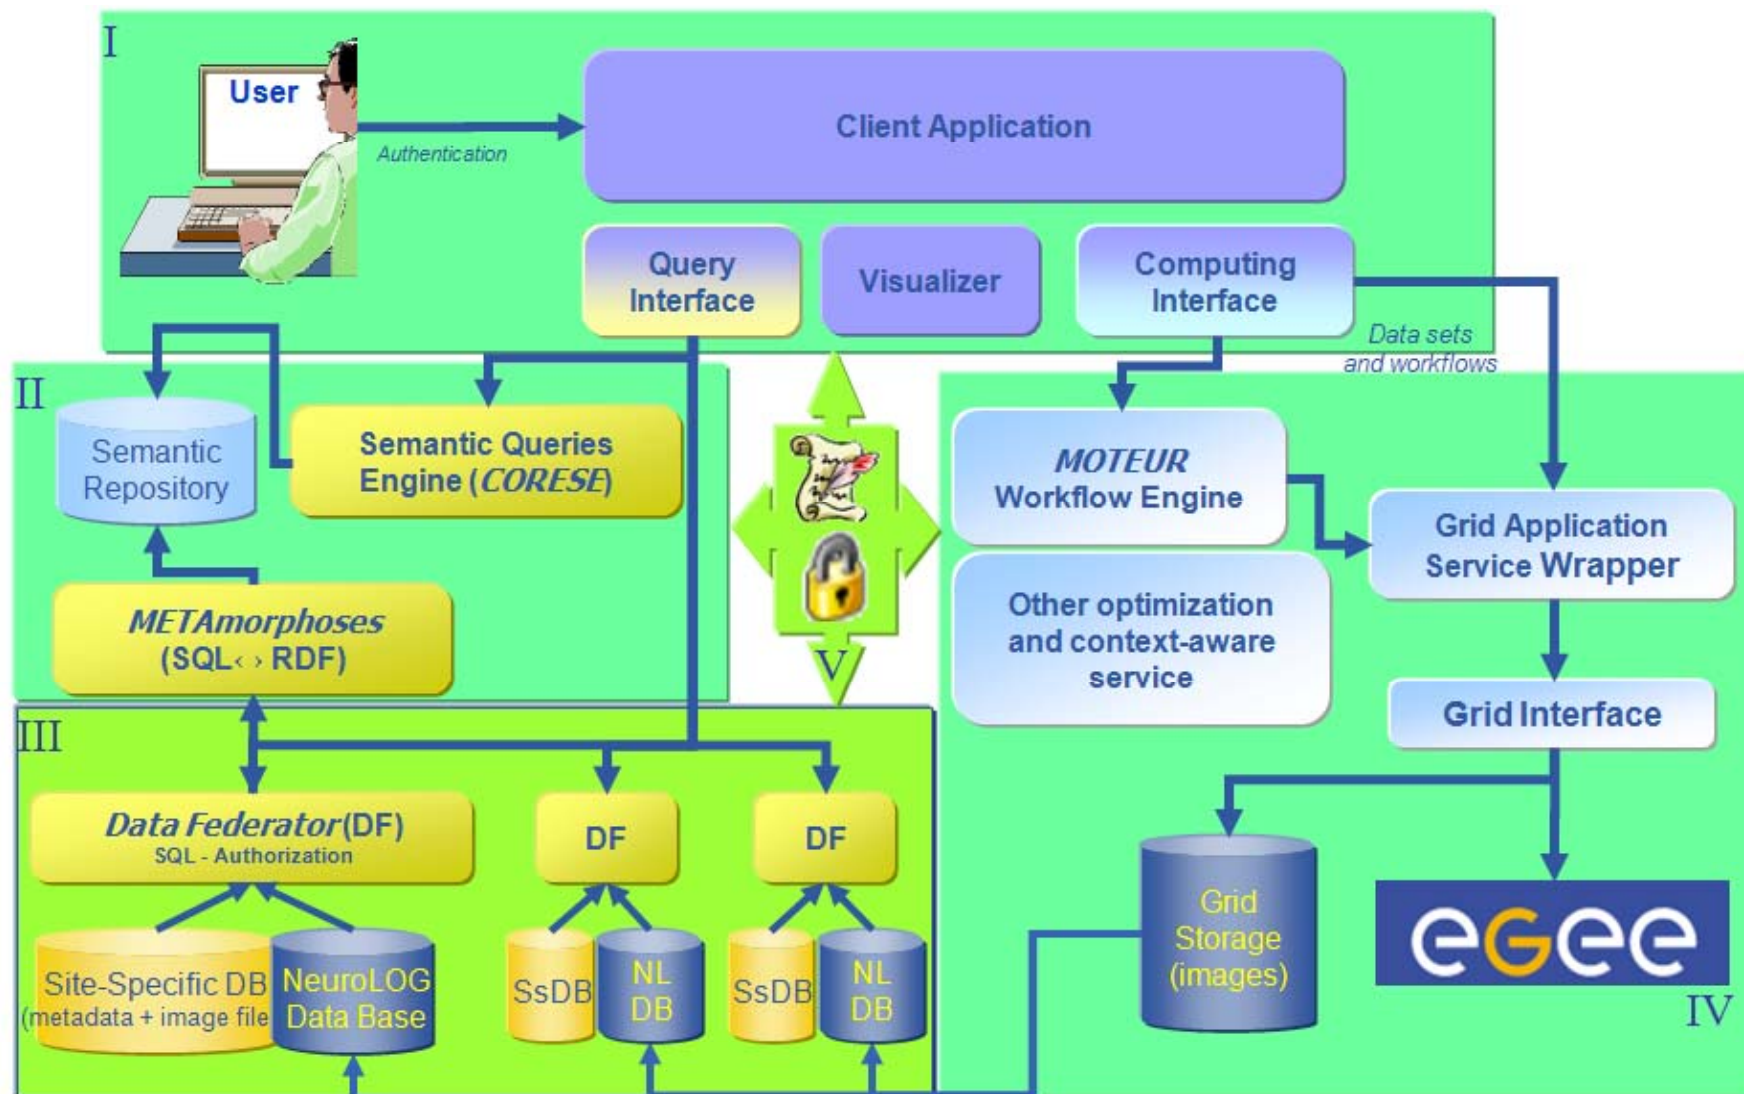 I
User
Authentication
Client Application
Query
Interface
Visualizer
Computing
Interface
Data sets
and workflows
II
Semantic
Repository
Semantic Queries
Engine (CORESE)
METAmorphoses
(SQL‹ › RDF)
V
MOTEUR
Workflow Engine
Other optimization
and context-aware
service
Grid Application
Service Wrapper
Grid Interface
III
Data Federator(DF)
SQL - Authorization
DF
DF
Site-Specific DB
(metadata + image file
NeuroLOG
Data Base
SsDB
NL
DB
SsDB
NL
DB
Grid
Storage
(images)
eGee
IV